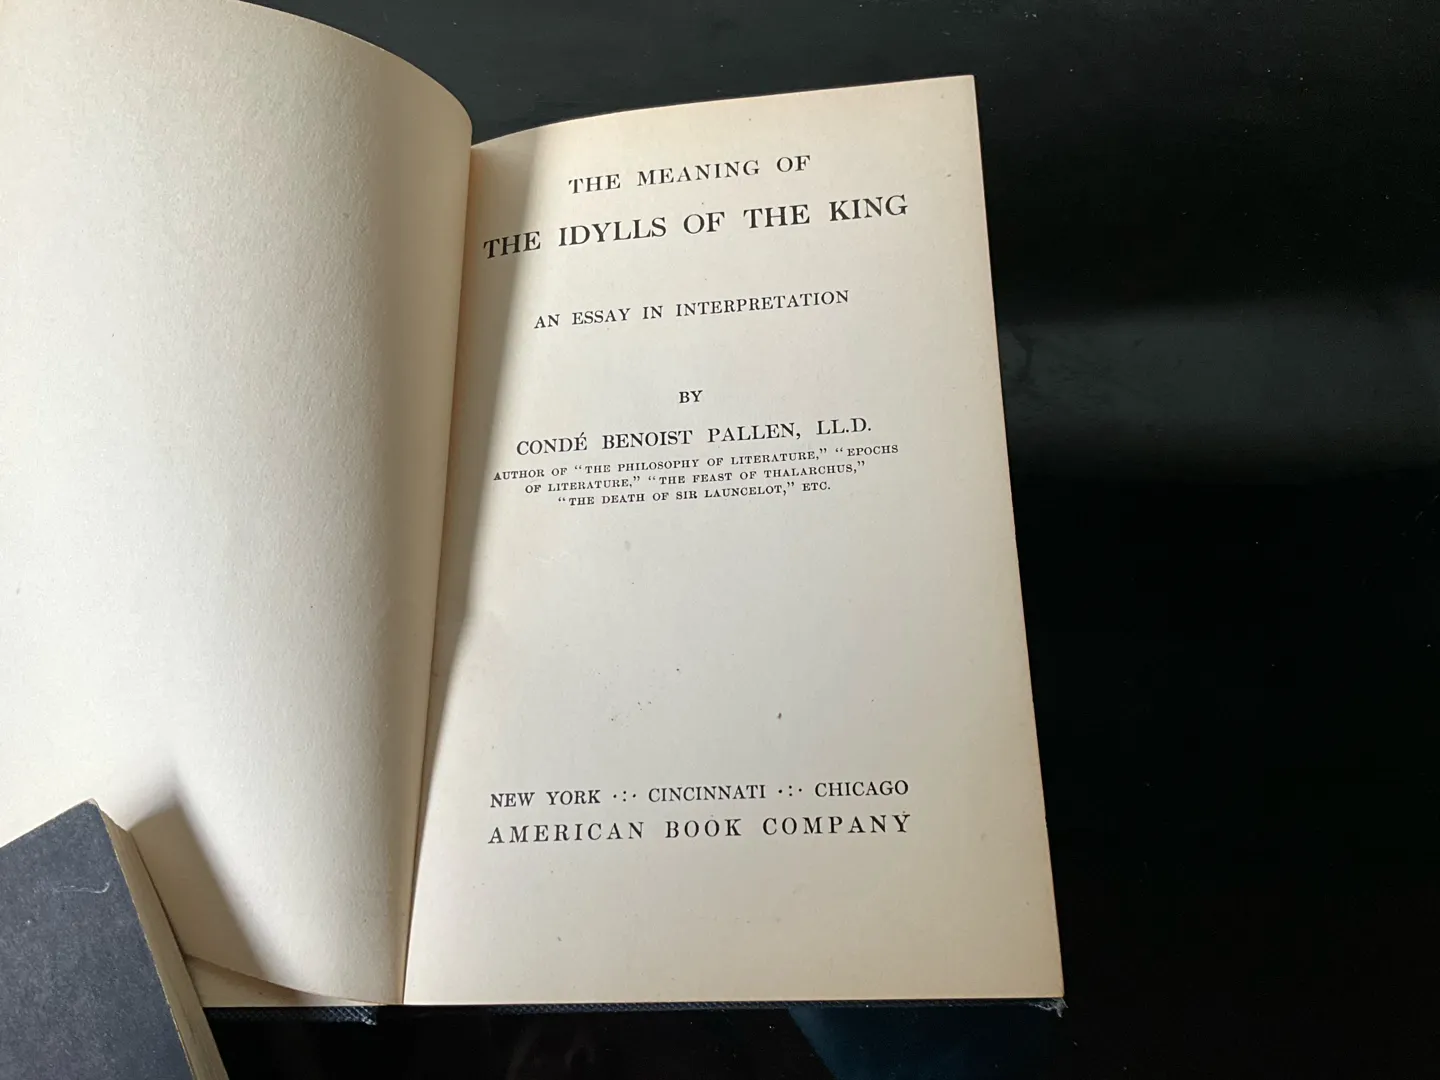 THE MEANING OF
THE IDYLLS OF THE KING
AN ESSAY IN INTERPRETATION
BY
CONDÉ BENOIST PALLEN, LL.D.
AUTHOR OF “THE PHILOSOPHY OF LITERATURE,” “EPOCHS
OF LITERATURE,” “THE FEAST OF THALARCHUS,”
“THE DEATH OF SIR LAUNCELOT,” ETC.
NEW YORK ·:· CINCINNATI ·:· CHICAGO
AMERICAN BOOK COMPANY